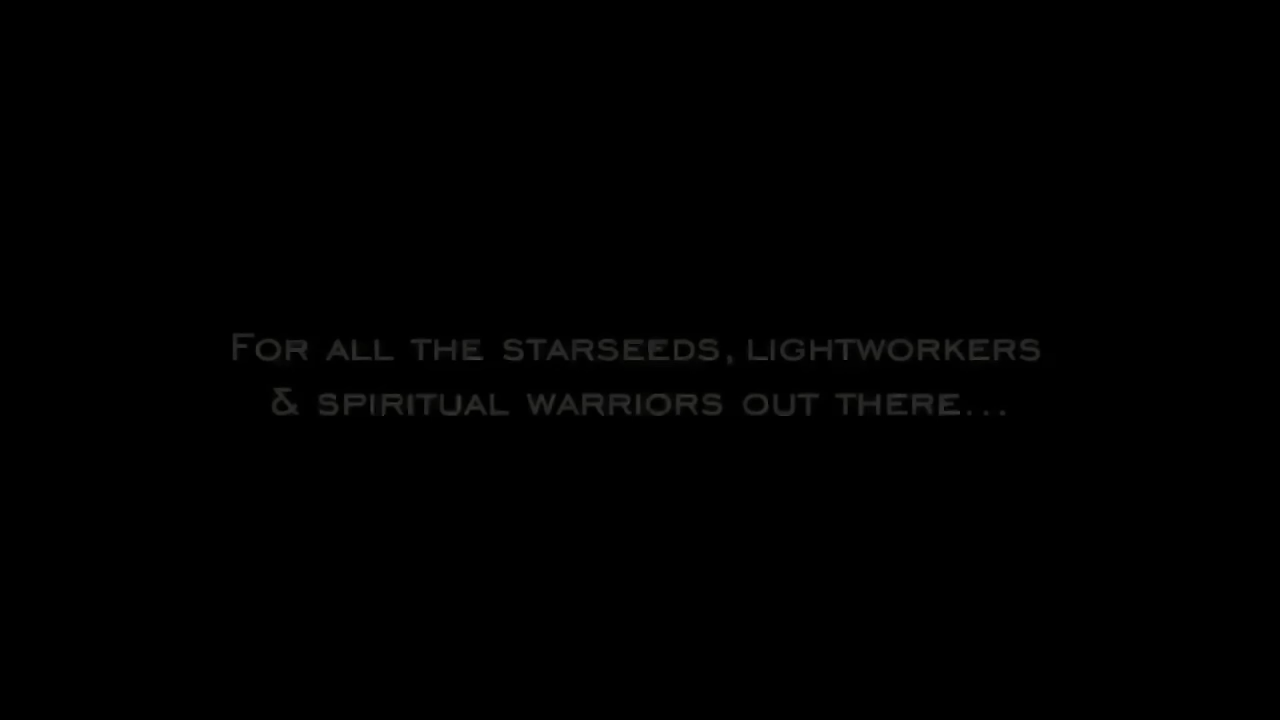 For all the starseeds, lightworkers
& spiritual warriors out there...